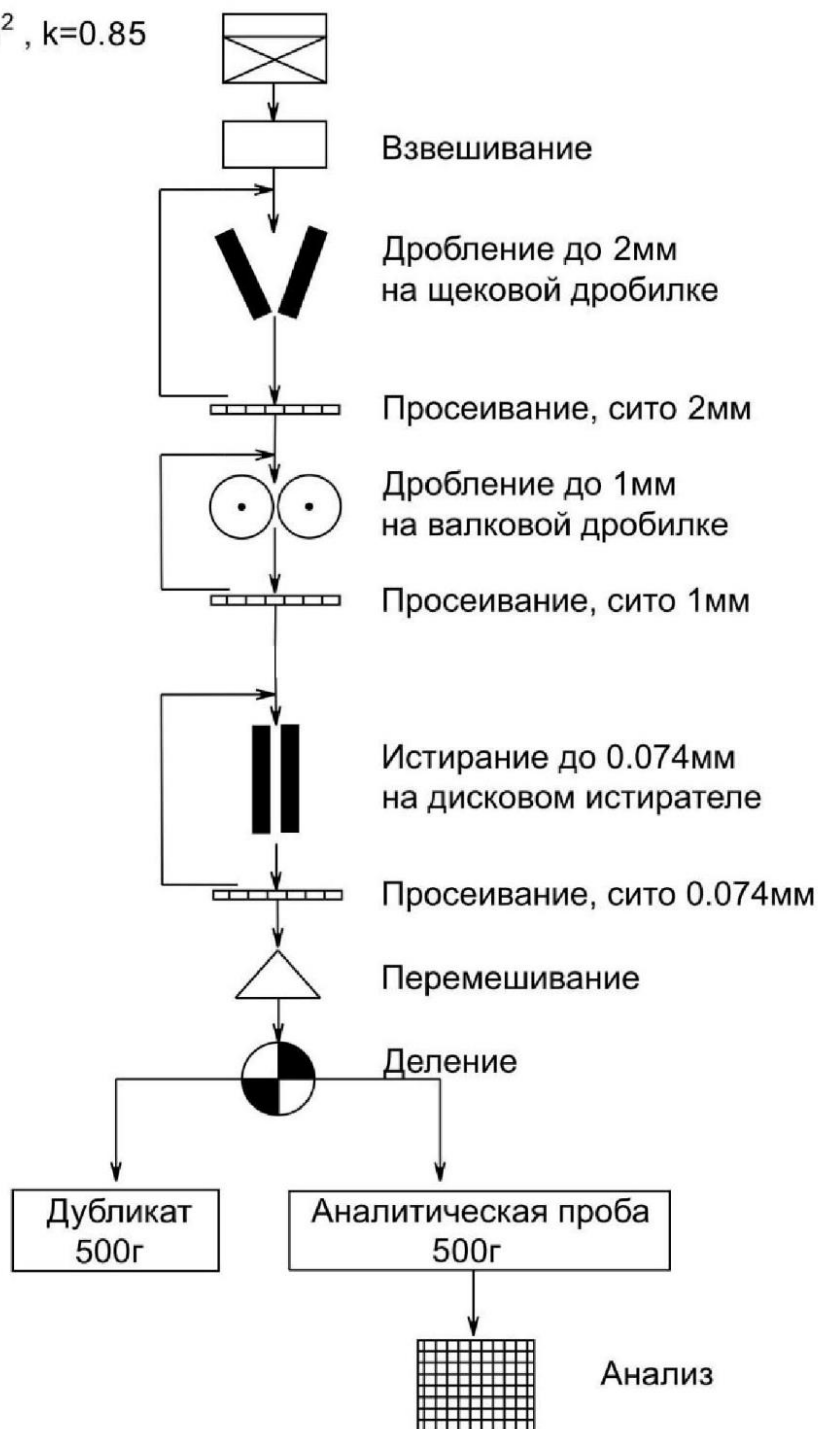 ², k=0.85
Взвешивание
Дробление до 2мм
на щековой дробилке
Просеивание, сито 2мм
Дробление до 1мм
на валковой дробилке
Просеивание, сито 1мм
Истирание до 0.074мм
на дисковом истирателе
Просеивание, сито 0.074мм
Перемешивание
Деление
Дубликат
500г
Аналитическая проба
500г
Анализ